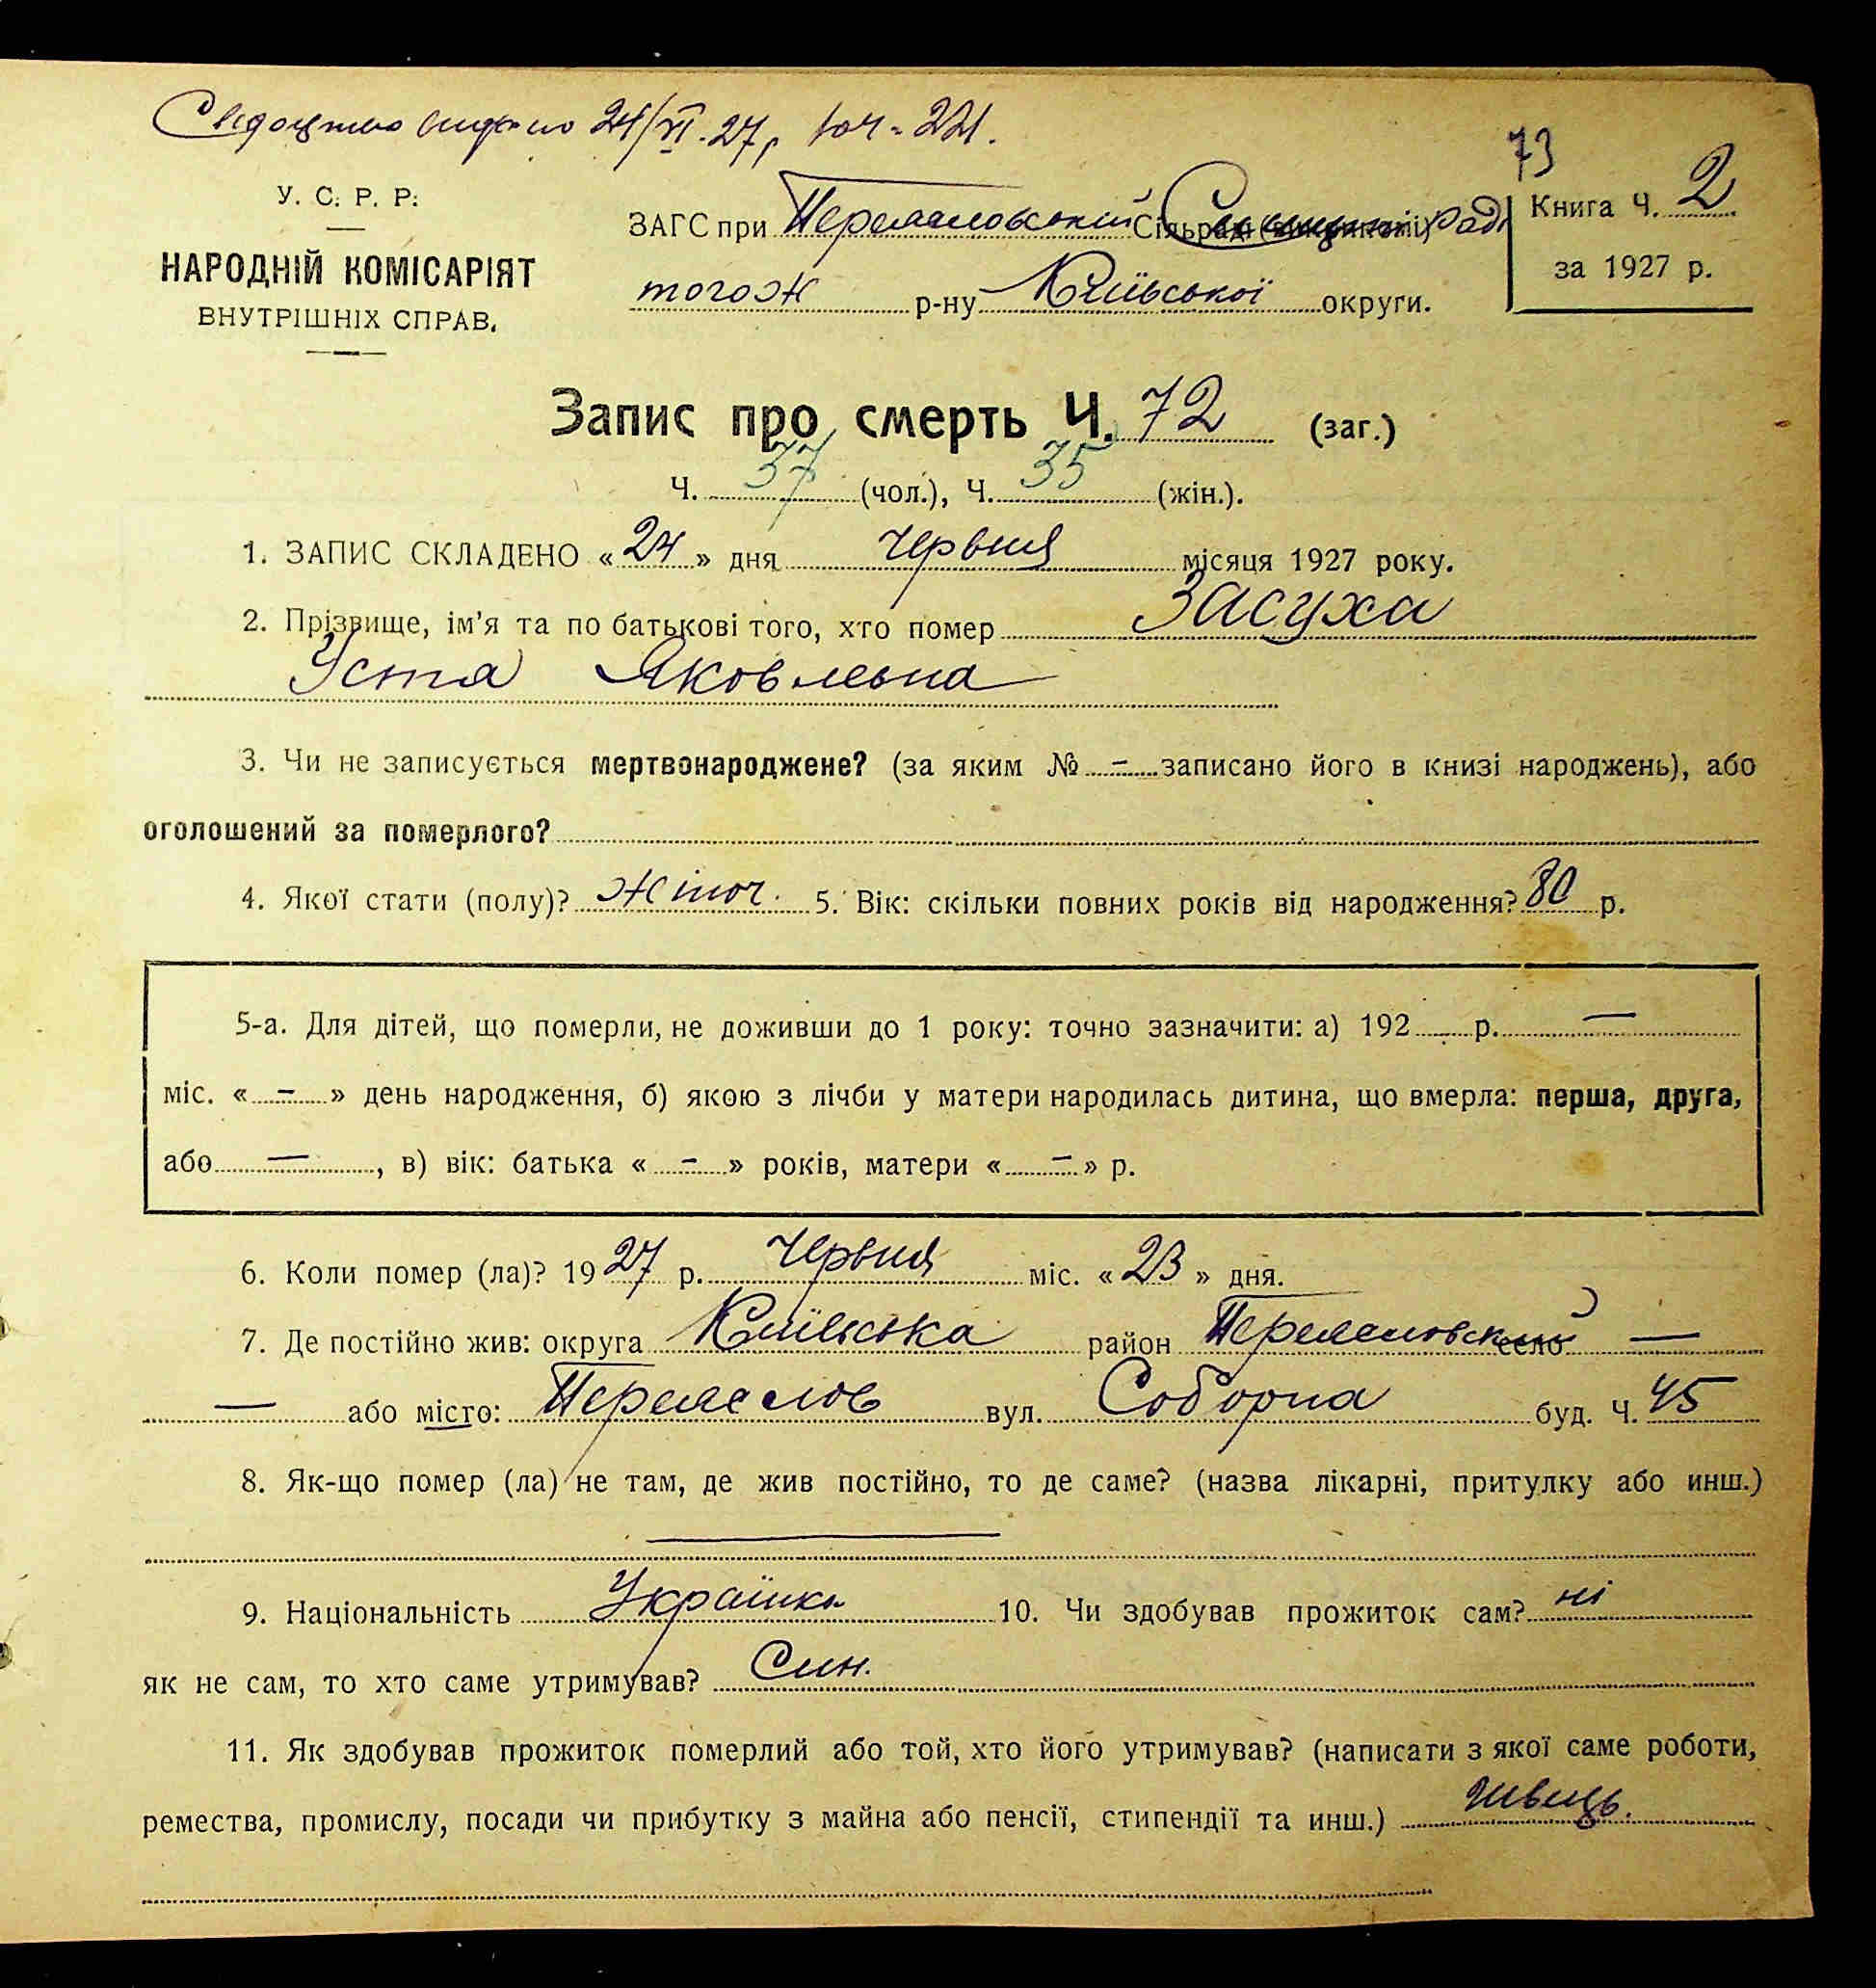 Свідоцтво видано 24/VI.27р. Ч 221.
73
У. С. Р. Р.
НАРОДНІЙ КОМІСАРІЯТ
ВНУТРІШНІХ СПРАВ.
ЗАГС при Переяславський Сільраді раді
тогож р-ну Київської округи.
Книга Ч. 2
за 1927 р.
Запис про смерть Ч. 72 (заг.)
Ч. 37 (чол.), Ч. 35 (жін.).
1. ЗАПИС СКЛАДЕНО «24» дня червня місяця 1927 року.
2. Прізвище, ім'я та по батькові того, хто помер Засуха
Устя Яковлевна
3. Чи не записується мертвонароджене? (за яким № - записано його в книзі народжень), або
оголошений за померлого?
4. Якої стати (полу)? жіноч. 5. Вік: скільки повних років від народження? 80 р.
5-а. Для дітей, що померли, не доживши до 1 року: точно зазначити: а) 192 р. —
міс. « - » день народження, б) якою з лічби у матери народилась дитина, що вмерла: перша, друга,
або —, в) вік: батька « - » років, матери « - » р.
6. Коли помер (ла)? 1927 р. Червня міс. «23» дня.
7. Де постійно жив: округа Київська район Переяславський село —
— або місто: Переяслов вул. Соборна буд. Ч. 45
8. Як-що помер (ла) не там, де жив постійно, то де саме? (назва лікарні, притулку або инш.)
—
9. Національність Українка 10. Чи здобував прожиток сам? ні
як не сам, то хто саме утримував? Син.
11. Як здобував прожиток померлий або той, хто його утримував? (написати з якої саме роботи,
ремества, промислу, посади чи прибутку з майна або пенсії, стипендії та инш.) Швець.